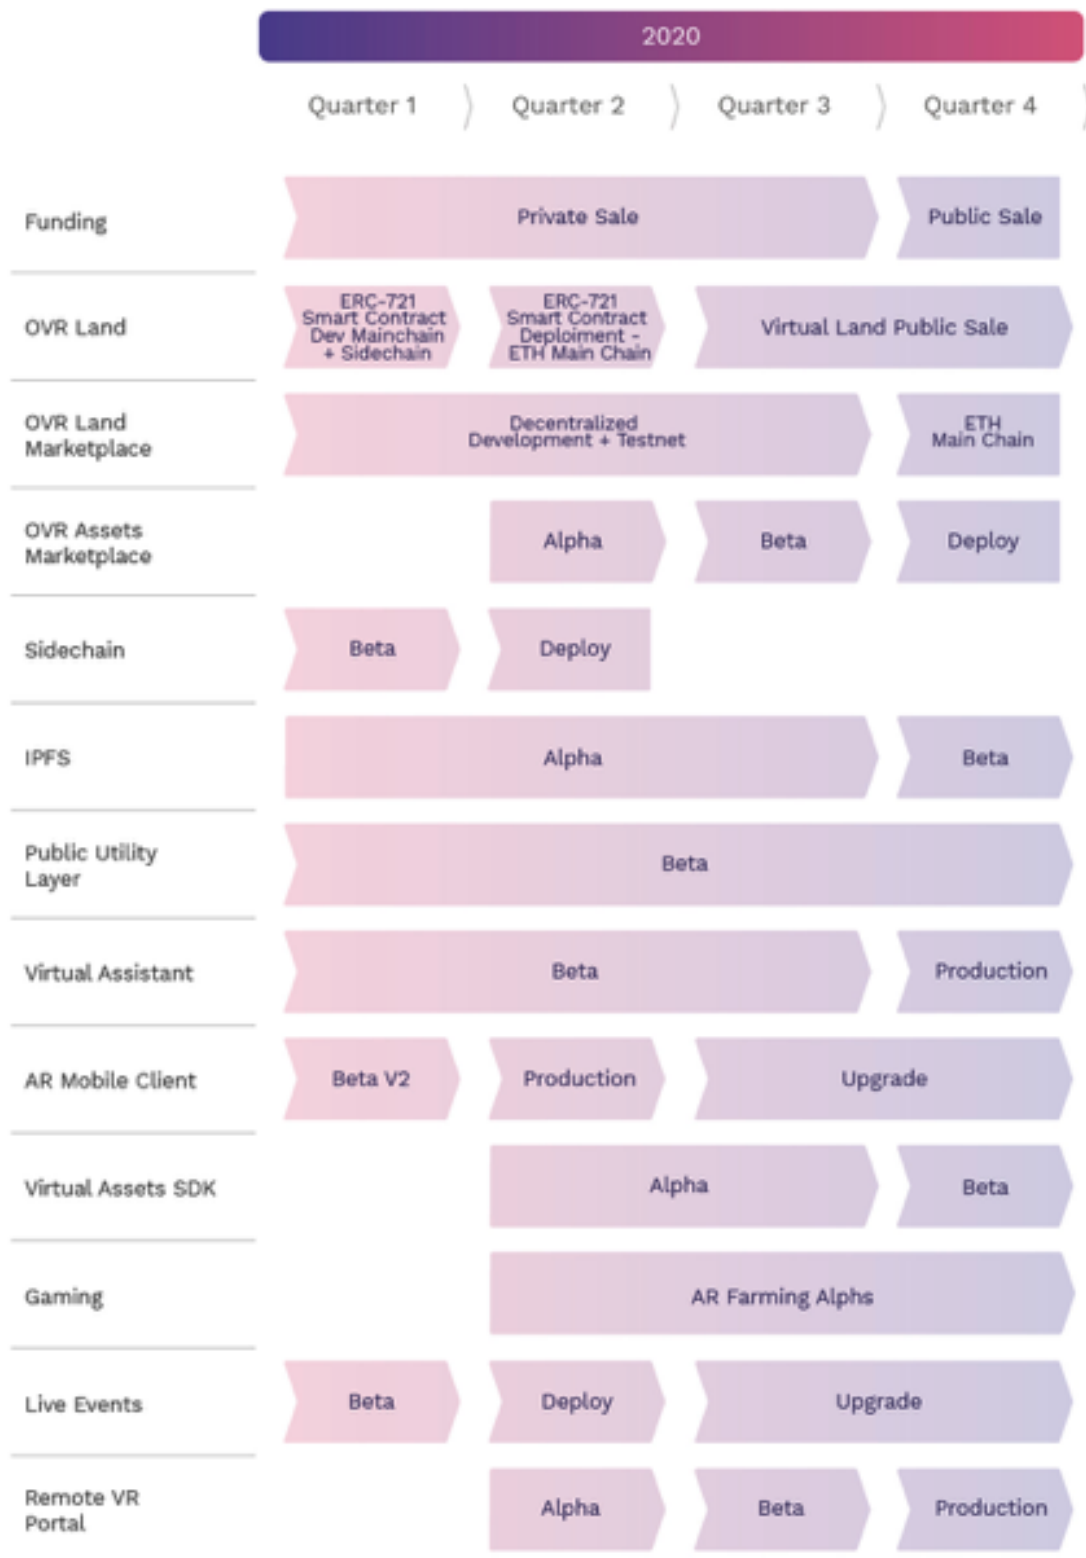 2020
Quarter 1 Quarter 2 Quarter 3 Quarter 4
Funding
Private Sale
Public Sale
OVR Land
ERC-721
Smart Contract
Dev Mainchain
+ Sidechain
ERC-721
Smart Contract
Deploiment -
ETH Main Chain
Virtual Land Public Sale
OVR Land
Marketplace
Decentralized
Development + Testnet
ETH
Main Chain
OVR Assets
Marketplace
Alpha
Beta
Deploy
Sidechain
Beta
Deploy
IPFS
Alpha
Beta
Public Utility
Layer
Beta
Virtual Assistant
Beta
Production
AR Mobile Client
Beta V2
Production
Upgrade
Virtual Assets SDK
Alpha
Beta
Gaming
AR Farming Alphs
Live Events
Beta
Deploy
Upgrade
Remote VR
Portal
Alpha
Beta
Production